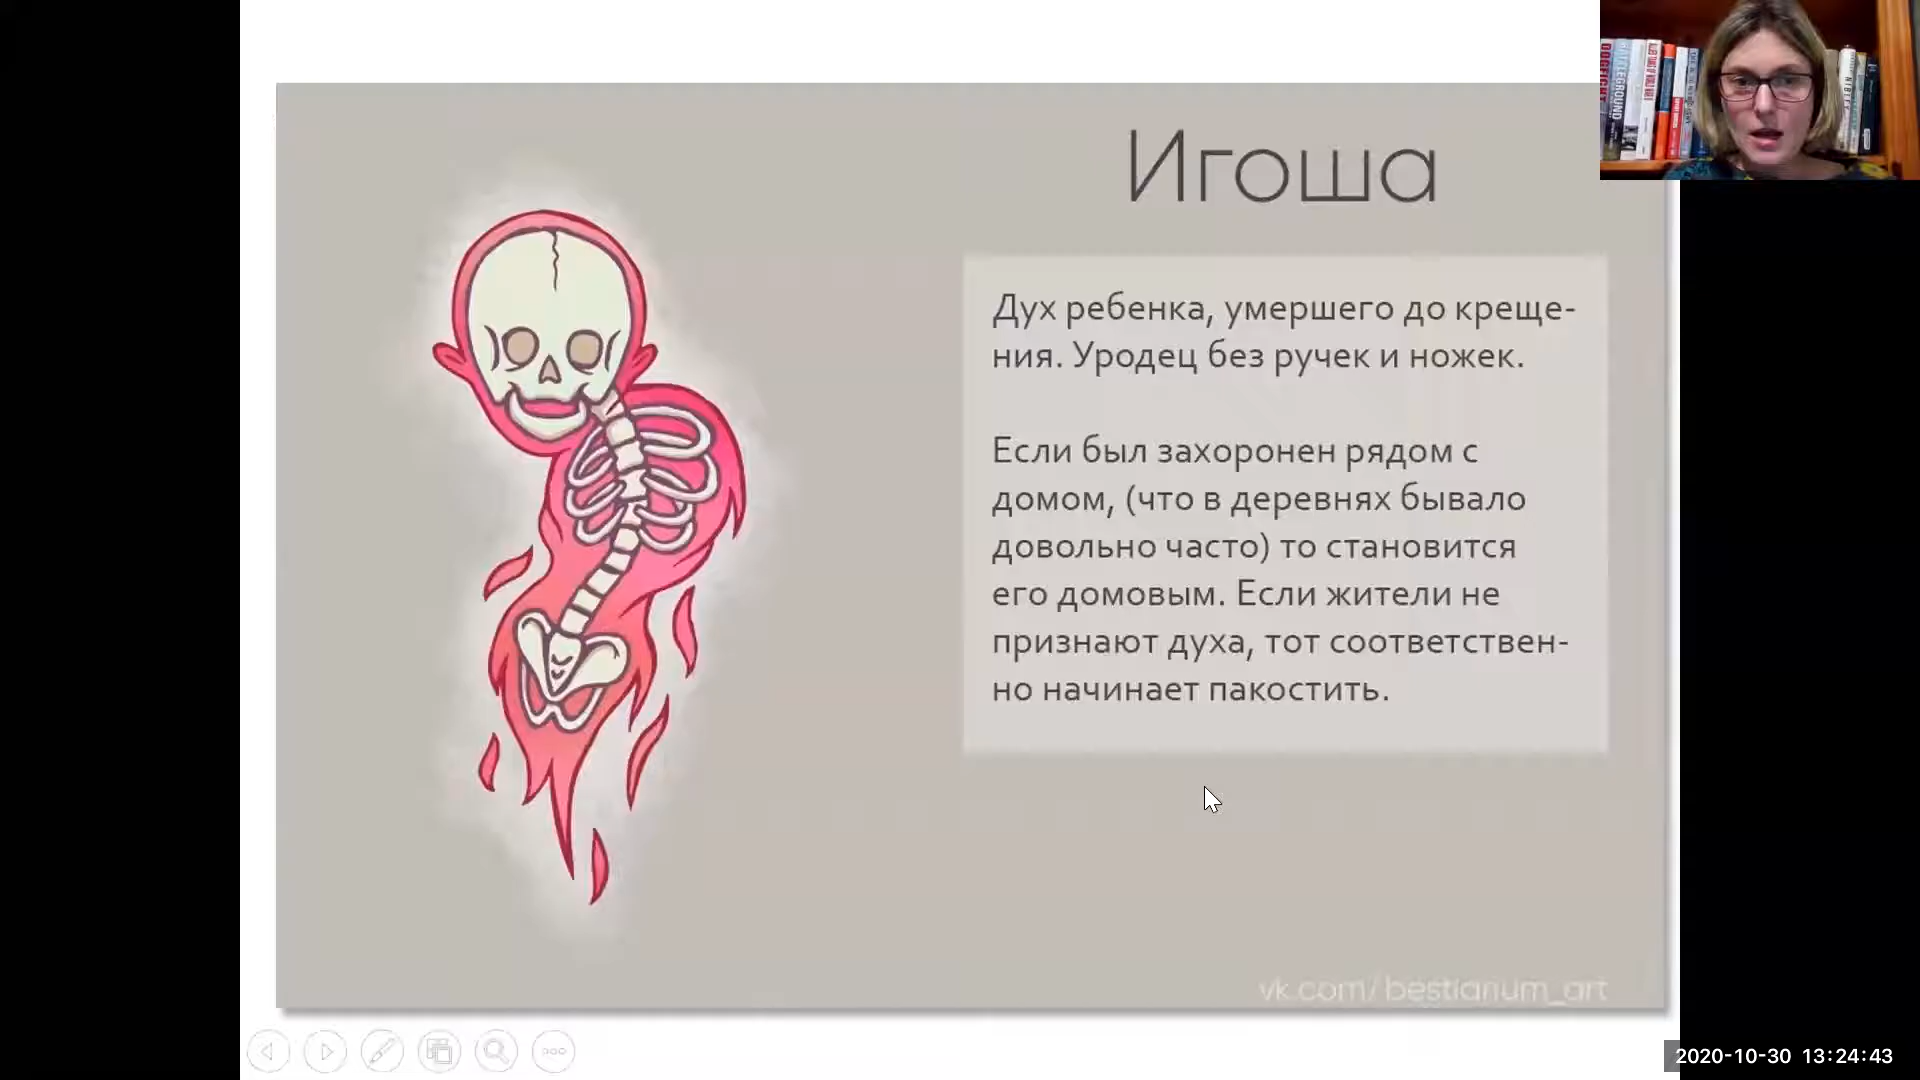 Игоша
Дух ребенка, умершего до креще-
ния. Уродец без ручек и ножек.
Если был захоронен рядом с
домом, (что в деревнях бывало
довольно часто) то становится
его домовым. Если жители не
признают духа, тот соответствен-
но начинает пакостить.
vk.com/bestiarium_art
DOGFIGHT
2020-10-30 13:24:43